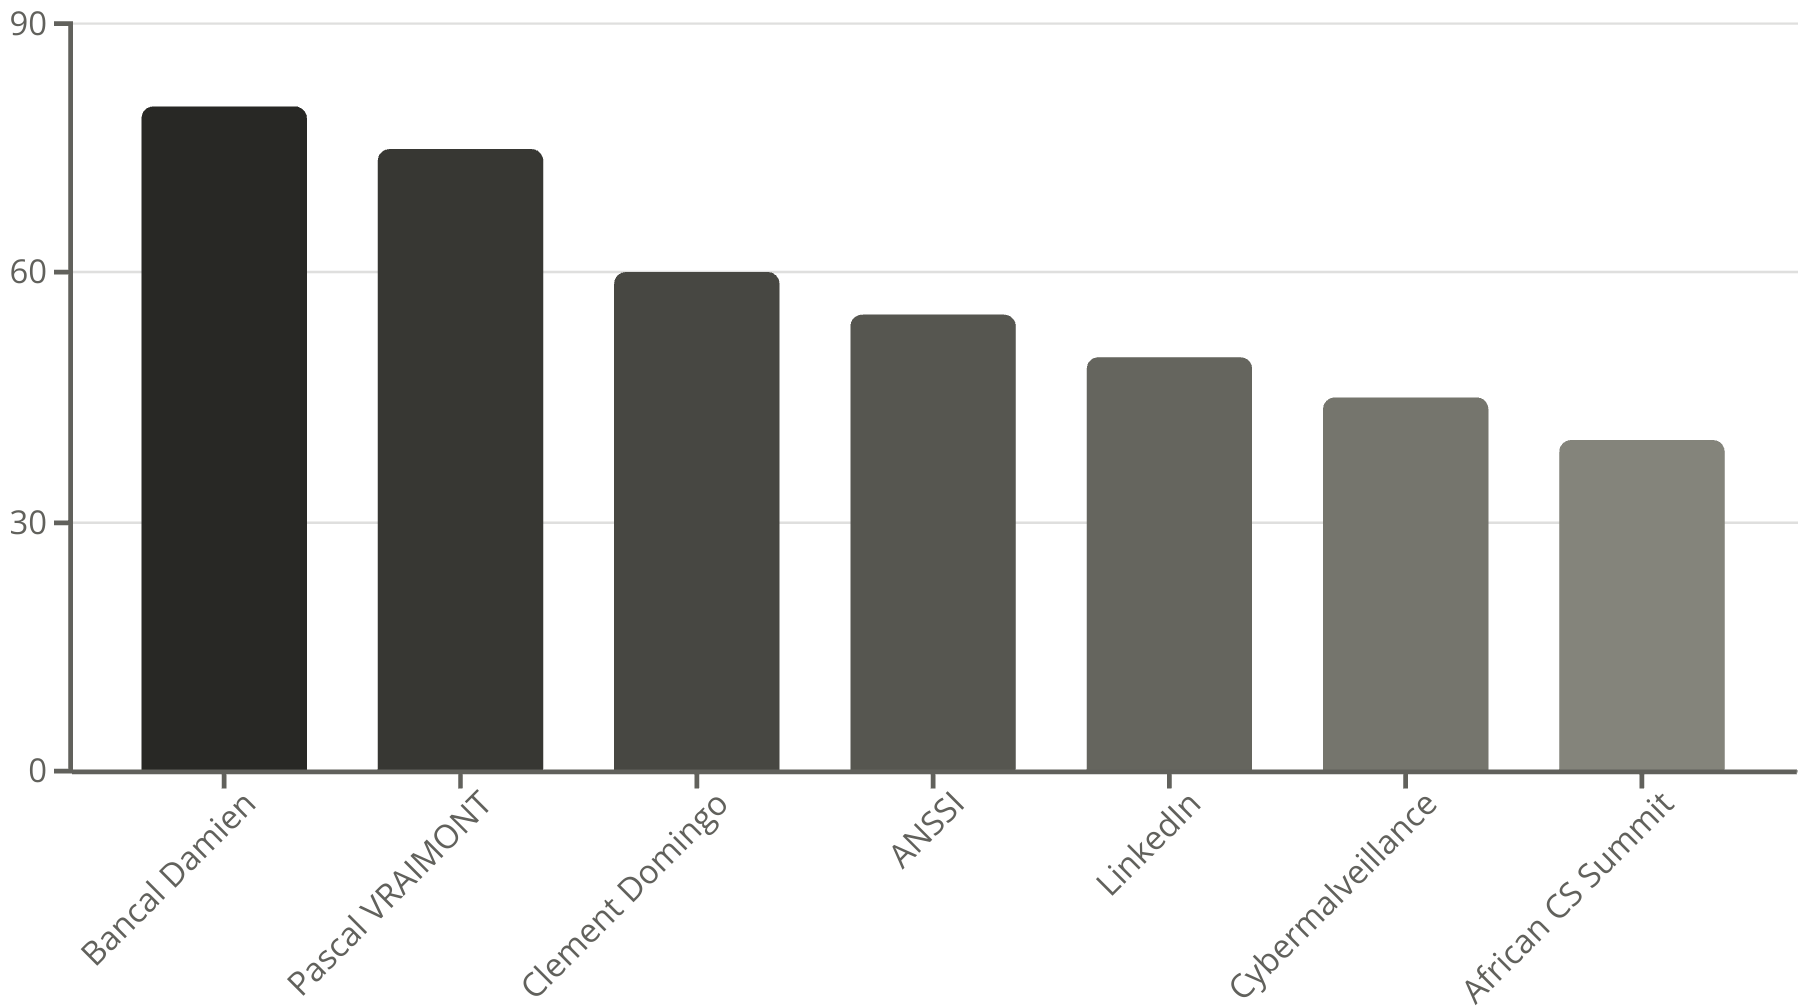 90
60
30
0
Bancal Damien
Pascal VRAIMONT
Clement Domingo
ANSSI
LinkedIn
Cybermalveillance
African CS Summit